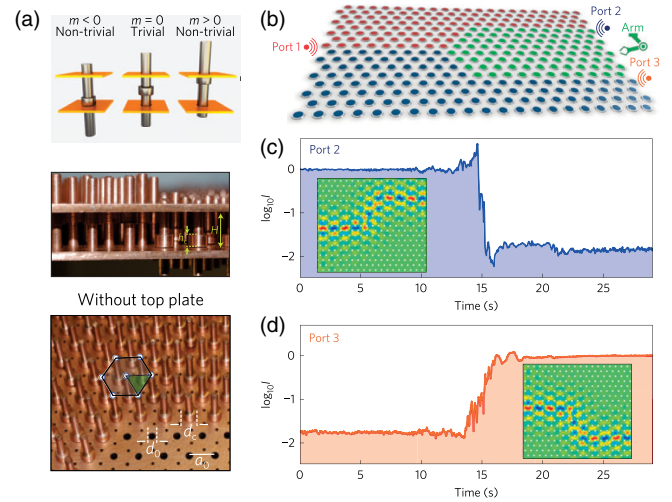 (a)
m < 0
Non-trivial
m = 0
Trivial
m > 0
Non-trivial
H
h
Without top plate
d_c
d_0
a_0
(b)
Port 1
Port 2
Arm
Port 3
(c)
Port 2
log₁₀I
0
-1
-2
0
5
10
15
20
25
Time (s)
(d)
Port 3
log₁₀I
0
-1
-2
0
5
10
15
20
25
Time (s)